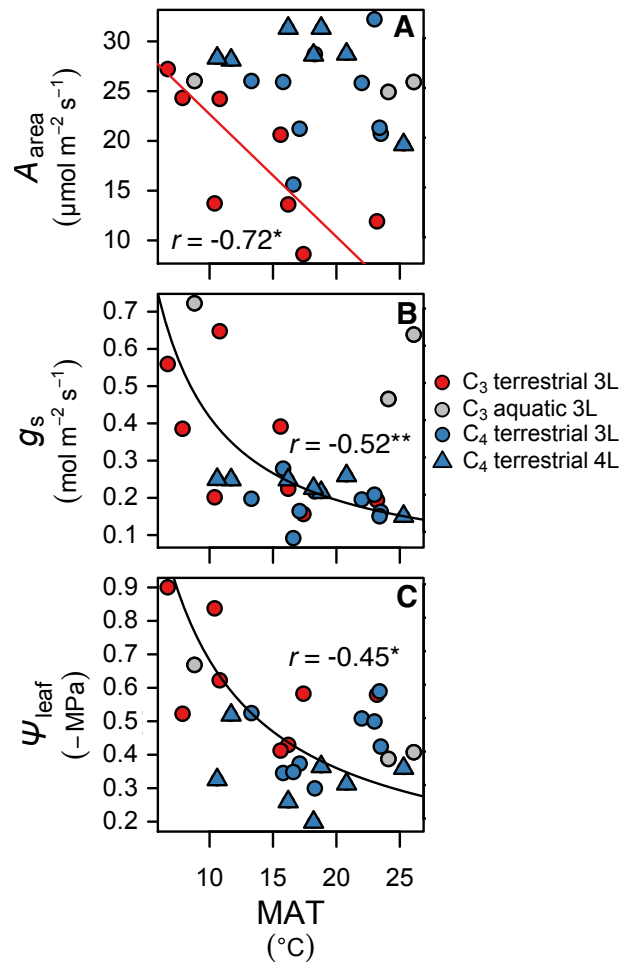 A
30
25
20
15
10
A area
(μmol m⁻² s⁻¹)
r = -0.72*
B
0.7
0.6
0.5
0.4
0.3
0.2
0.1
gs
(mol m⁻² s⁻¹)
r = -0.52**
C₃ terrestrial 3L
C₃ aquatic 3L
C₄ terrestrial 3L
C₄ terrestrial 4L
C
0.9
0.8
0.7
0.6
0.5
0.4
0.3
0.2
Ψleaf
(−MPa)
r = -0.45*
10 15 20 25
MAT
(°C)